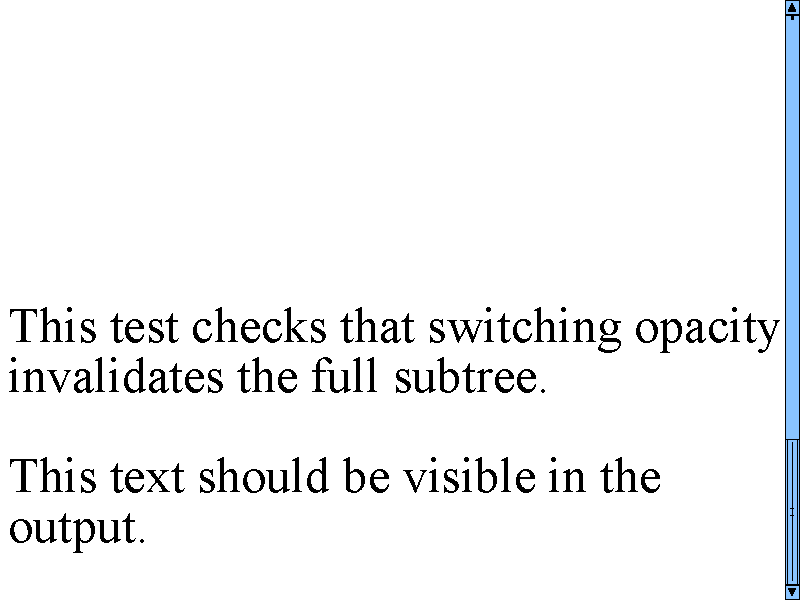 This test checks that switching opacity
invalidates the full subtree.
This text should be visible in the
output.